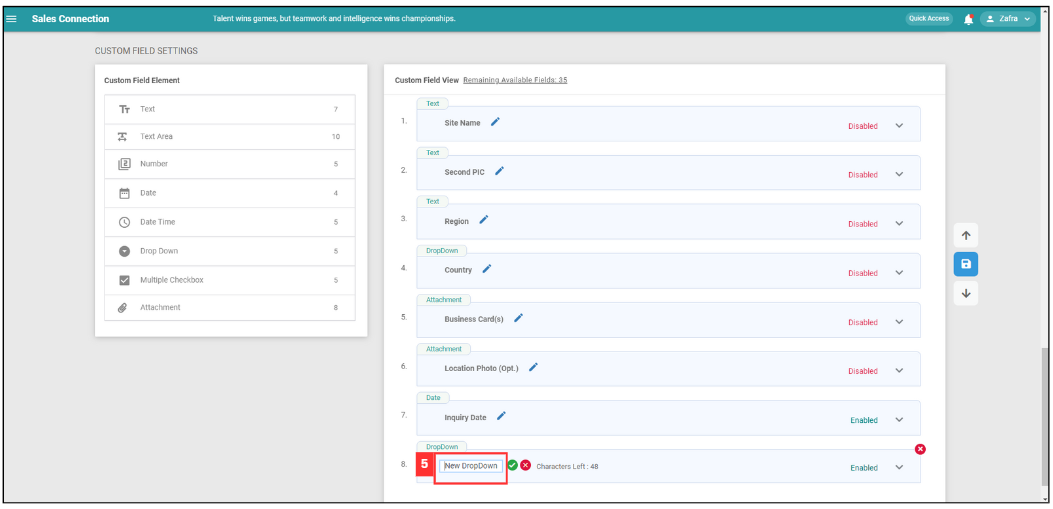 Sales Connection
Talent wins games, but teamwork and intelligence wins championships.
Quick Access
Zafra
CUSTOM FIELD SETTINGS
Custom Field Element
Text 7
Text Area 10
Number 5
Date 4
Date Time 5
Drop Down 5
Multiple Checkbox 5
Attachment 8
Custom Field View Remaining Available Fields: 35
Text
1. Site Name Disabled
Text
2. Second PIC Disabled
Text
3. Region Disabled
DropDown
4. Country Disabled
Attachment
5. Business Card(s) Disabled
Attachment
6. Location Photo (Opt.) Disabled
Date
7. Inquiry Date Enabled
DropDown
8. 5 New DropDown Characters Left : 48 Enabled